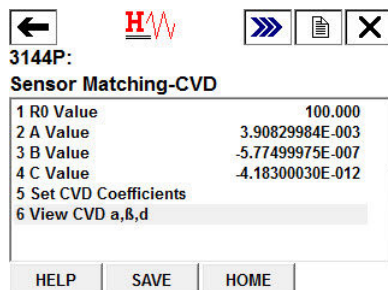 H
3144P:
Sensor Matching-CVD
1 R0 Value 100.000
2 A Value 3.90829984E-003
3 B Value -5.77499975E-007
4 C Value -4.18300030E-012
5 Set CVD Coefficients
6 View CVD a,ß,d
HELP SAVE HOME